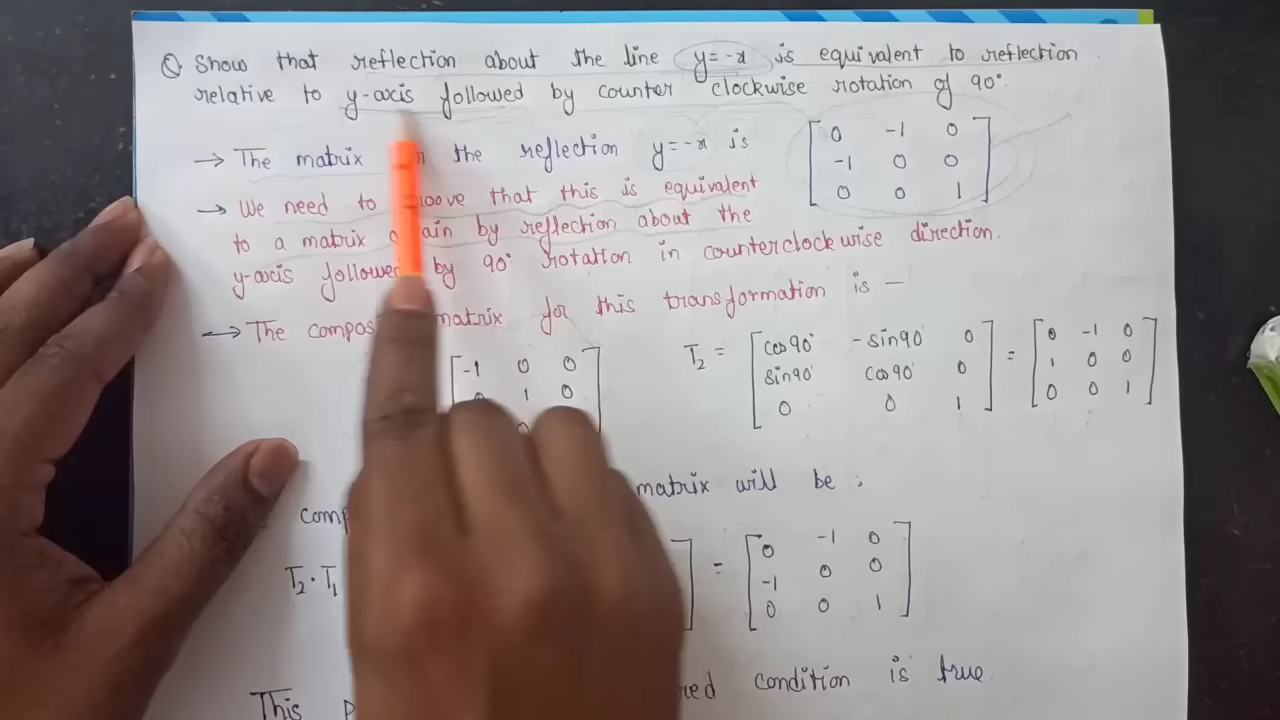 Q Show that reflection about the line y=-x is equivalent to reflection
relative to y-axis followed by counter clockwise rotation of 90°.
→ The matrix the reflection y=-x is
[0 -1 0
-1 0 0
0 0 1]
→ We need to that this is equivalent
to a matrix by reflection about the
y-axis followed by 90° rotation in counterclockwise direction.
→ The matrix for this transformation is —
[-1 0 0
1 0
T2 = [cos90° -sin90° 0
sin90° cos90° 0
0 0 1]
= [0 -1 0
1 0 0
0 0 1]
matrix will be :
T2 · T1
] = [0 -1 0
-1 0 0
0 0 1]
This condition is true.